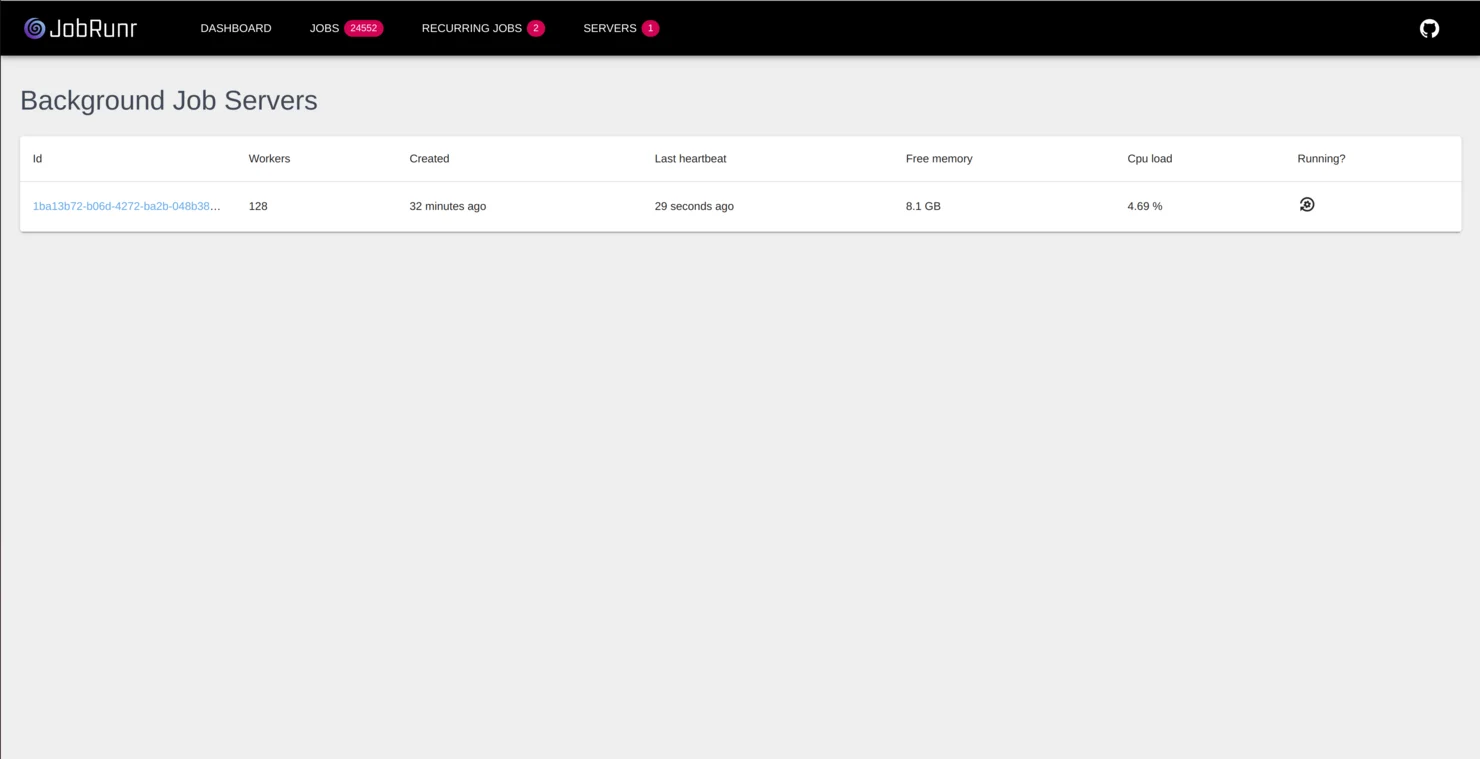 JobRunr DASHBOARD JOBS 24552 RECURRING JOBS 2 SERVERS 1
Background Job Servers
Id Workers Created Last heartbeat Free memory Cpu load Running?
1ba13b72-b06d-4272-ba2b-048b38... 128 32 minutes ago 29 seconds ago 8.1 GB 4.69 %